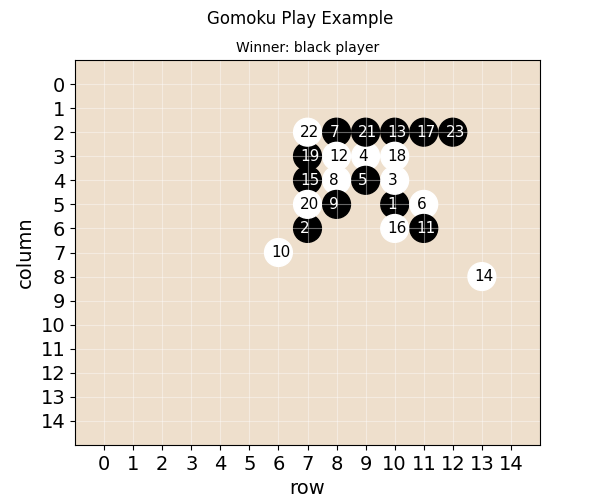 Gomoku Play Example
Winner: black player
0
1
2 22 7 21 13 17 23
3 19 12 4 18
4 15 8 5 3
5 20 9 1 6
6 2 16 11
7 10
8 14
9
10
11
12
13
14
column
0 1 2 3 4 5 6 7 8 9 10 11 12 13 14
row